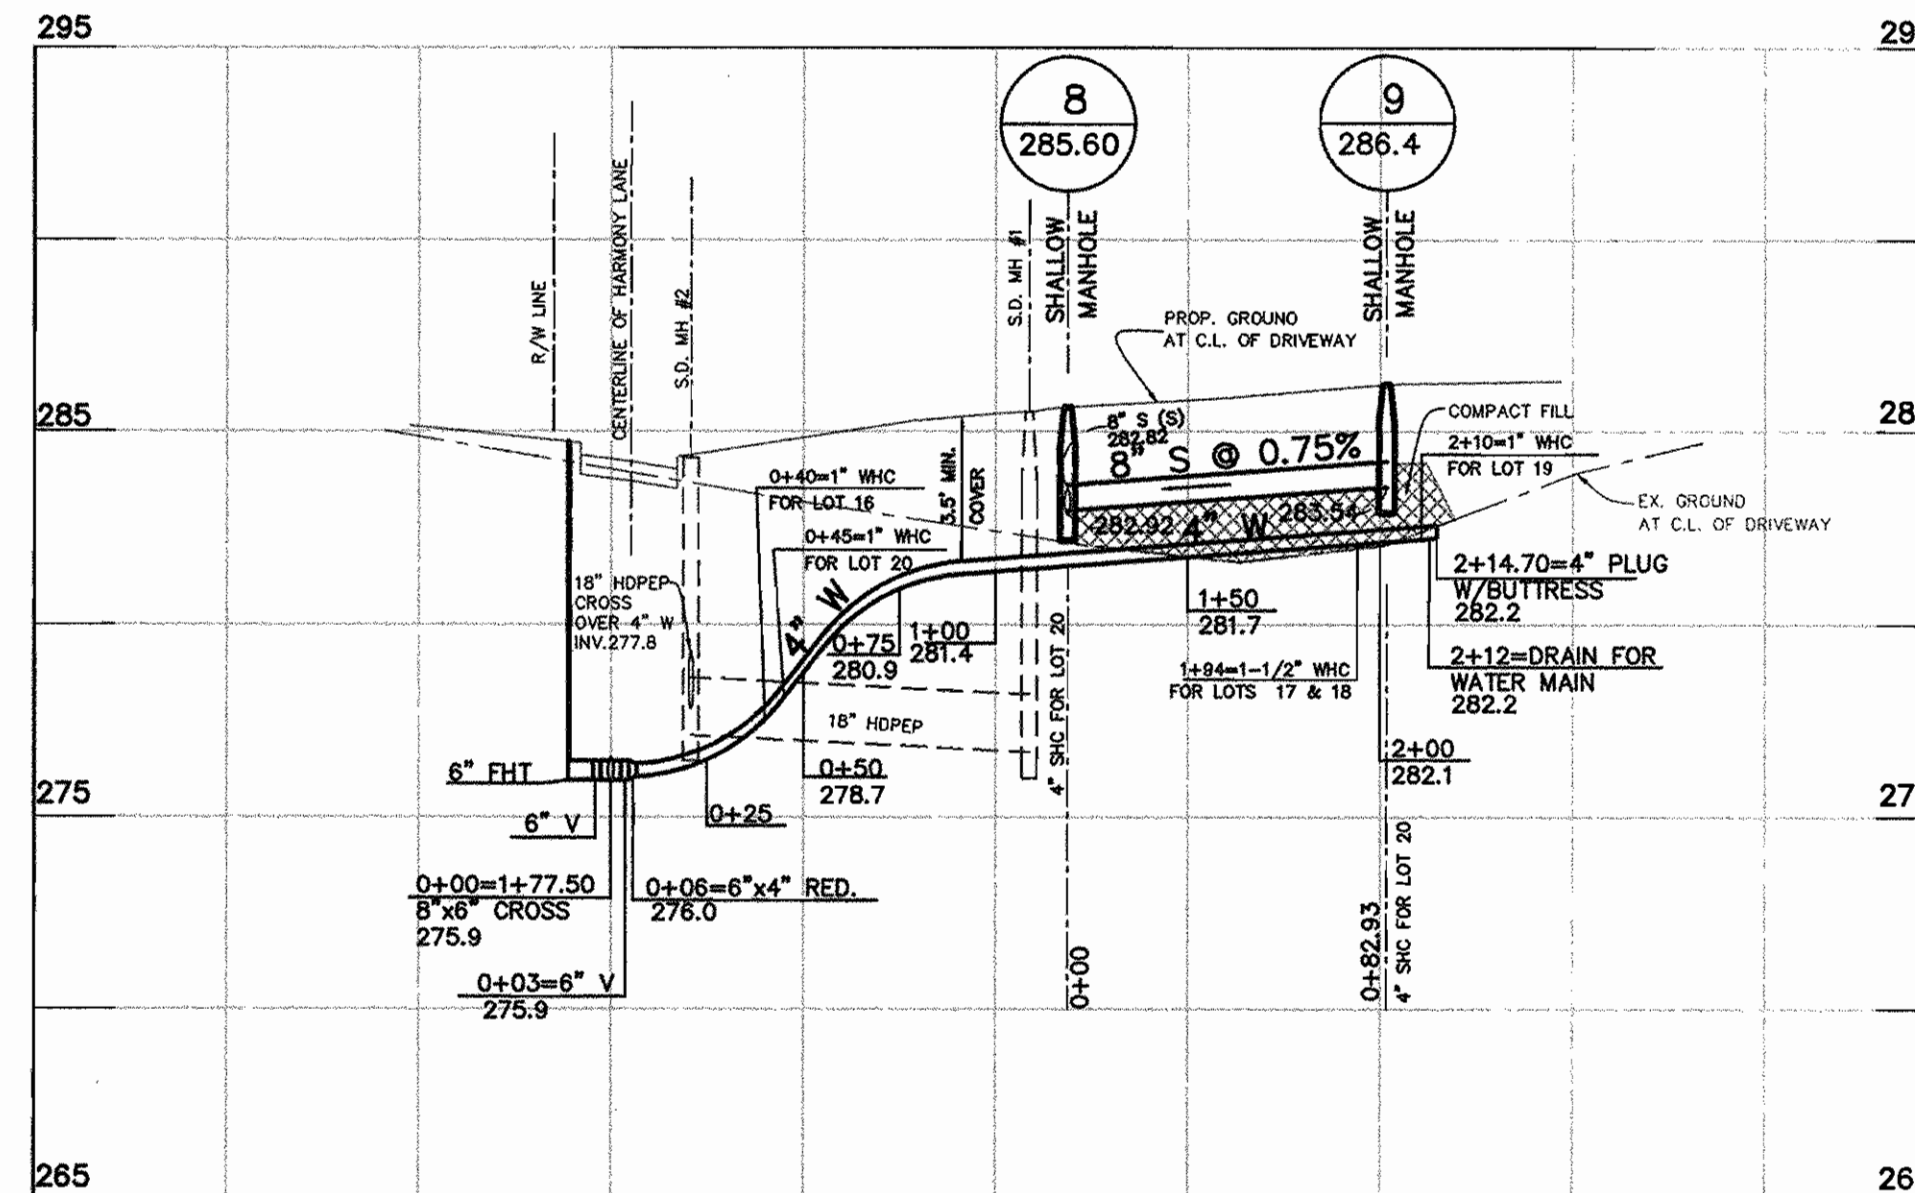 295
29
8
285.60
9
286.4
R/W LINE
CENTERLINE OF HARMONY LANE
S.D. MH #2
S.D. MH #1
SHALLOW
MANHOLE
SHALLOW
MANHOLE
PROP. GROUND
AT C.L. OF DRIVEWAY
285
28
8" S (S)
282.82
8" S @ 0.75%
COMPACT FILL
2+10=1" WHC
FOR LOT 19
3.5' MIN.
COVER
0+40=1" WHC
FOR LOT 16
0+45=1" WHC
FOR LOT 20
EX. GROUND
AT C.L. OF DRIVEWAY
282.92
4" W
283.54
18" HDPEP
CROSS
OVER 4" W
INV.277.8
4" W
2+14.70=4" PLUG
W/BUTTRESS
282.2
1+50
281.7
0+75
280.9
1+00
281.4
4" SHC FOR LOT 20
1+94=1-1/2" WHC
FOR LOTS 17 & 18
2+12=DRAIN FOR
WATER MAIN
282.2
18" HDPEP
6" FHT
0+50
278.7
2+00
282.1
275
27
6" V
0+25
0+00=1+77.50
8"x6" CROSS
275.9
0+06=6"x4" RED.
276.0
0+03=6" V
275.9
0+00
0+82.93
4" SHC FOR LOT 20
265
26